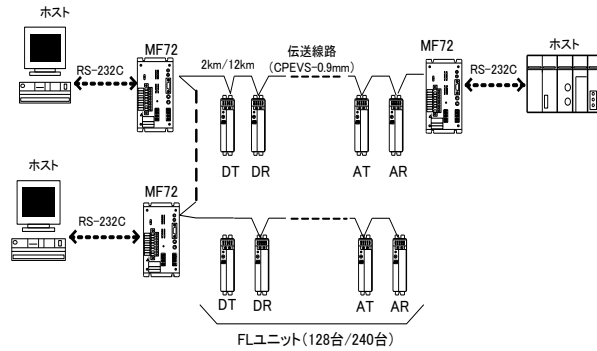 ホスト
RS-232C
MF72
2km/12km
伝送線路
(CPEVS-0.9mm)
MF72
RS-232C
ホスト
DT
DR
AT
AR
ホスト
RS-232C
MF72
DT
DR
AT
AR
FLユニット(128台/240台)